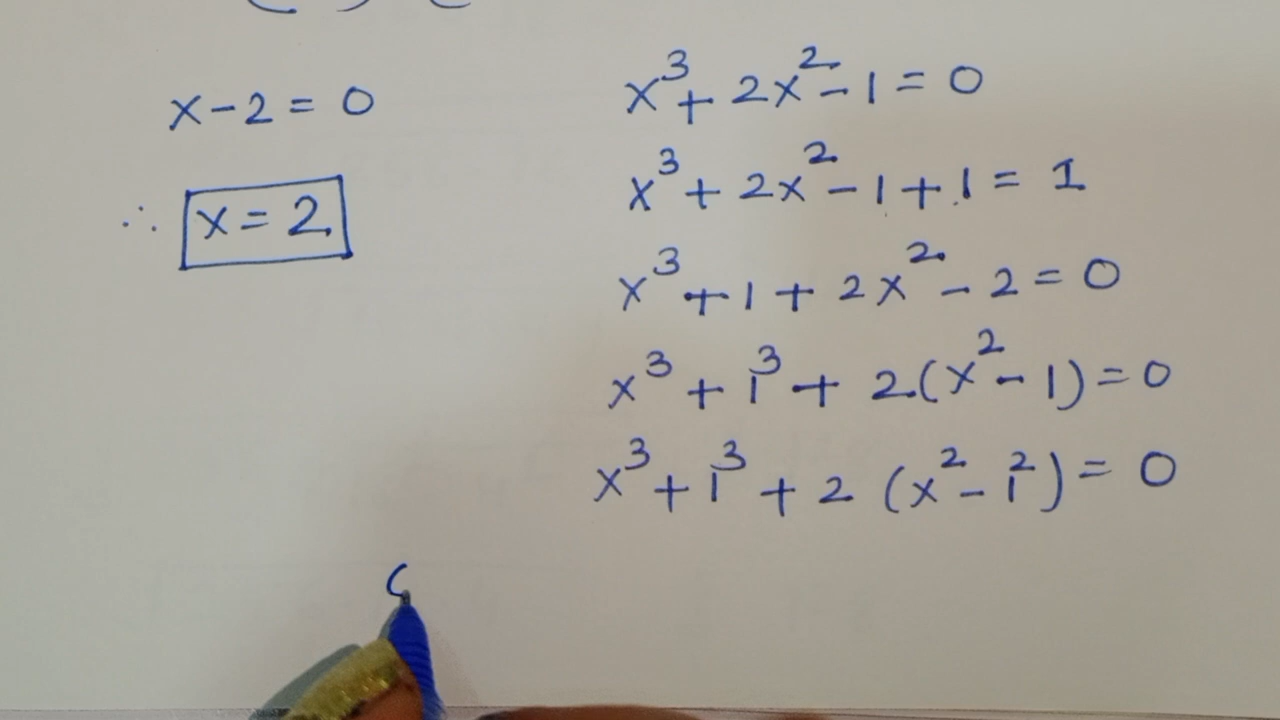 x-2=0
∴ x=2
x³+2x²-1=0
x³+2x²-1+1=1
x³+1+2x²-2=0
x³+1³+2(x²-1)=0
x³+1³+2(x²-1²)=0
(